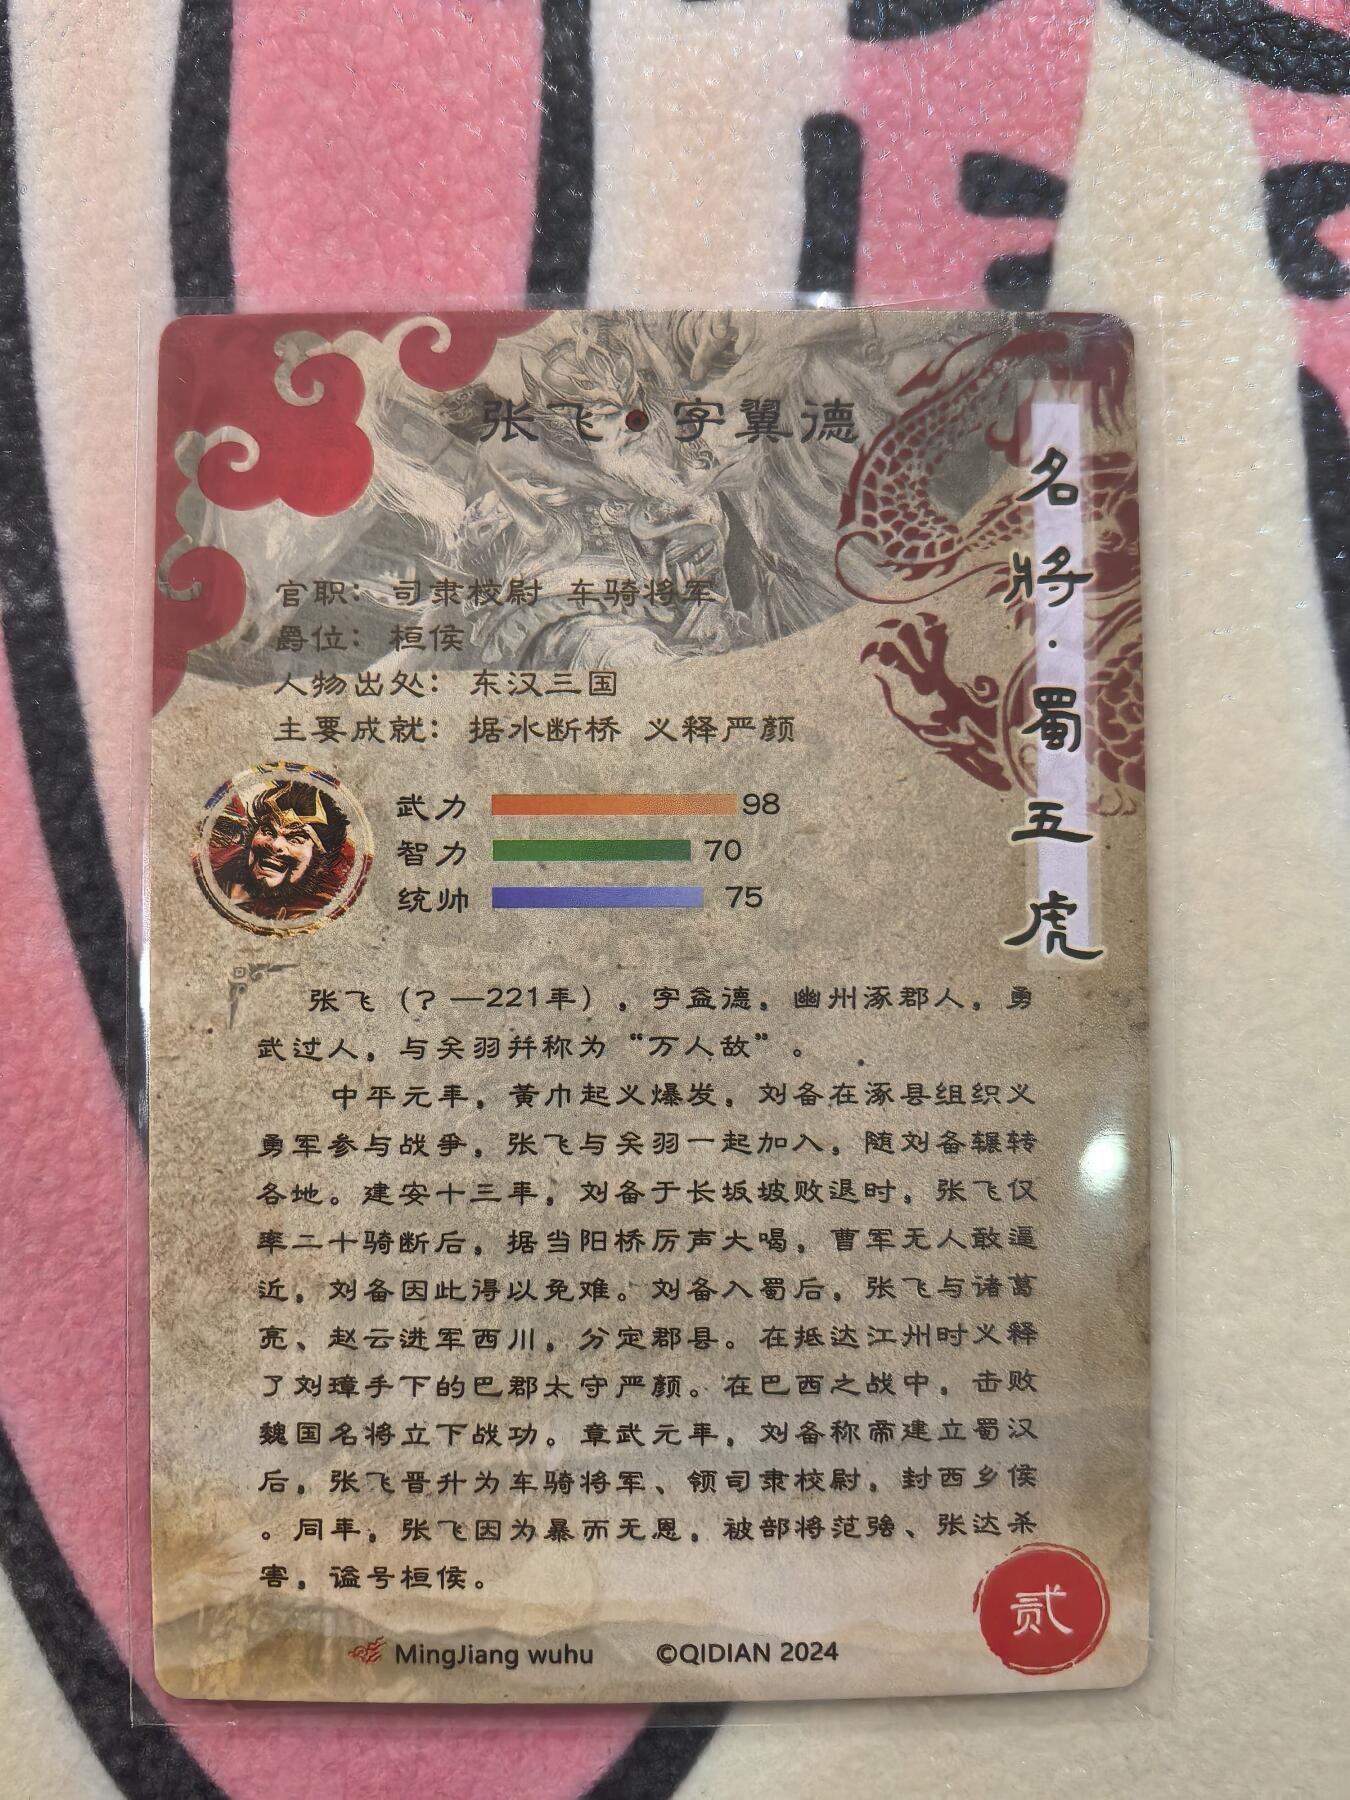 张飞·字翼德
名将·蜀五虎
官职：司隶校尉 车骑将军
爵位：桓侯
人物出处：东汉三国
主要成就：据水断桥 义释严颜
武力 98
智力 70
统帅 75
张飞（？—221年），字益德，幽州涿郡人，勇
武过人，与关羽并称为“万人敌”。
中平元年，黄巾起义爆发，刘备在涿县组织义
勇军参与战争，张飞与关羽一起加入，随刘备辗转
各地。建安十三年，刘备于长坂坡败退时，张飞仅
率二十骑断后，据当阳桥厉声大喝，曹军无人敢逼
近，刘备因此得以免难。刘备入蜀后，张飞与诸葛
亮、赵云进军西川，分定郡县。在抵达江州时义释
了刘璋手下的巴郡太守严颜。在巴西之战中，击败
魏国名将立下战功。章武元年，刘备称帝建立蜀汉
后，张飞晋升为车骑将军、领司隶校尉，封西乡侯
。同年，张飞因为暴而无恩，被部将范强、张达杀
害，谥号桓侯。
贰
MingJiang wuhu ©QIDIAN 2024